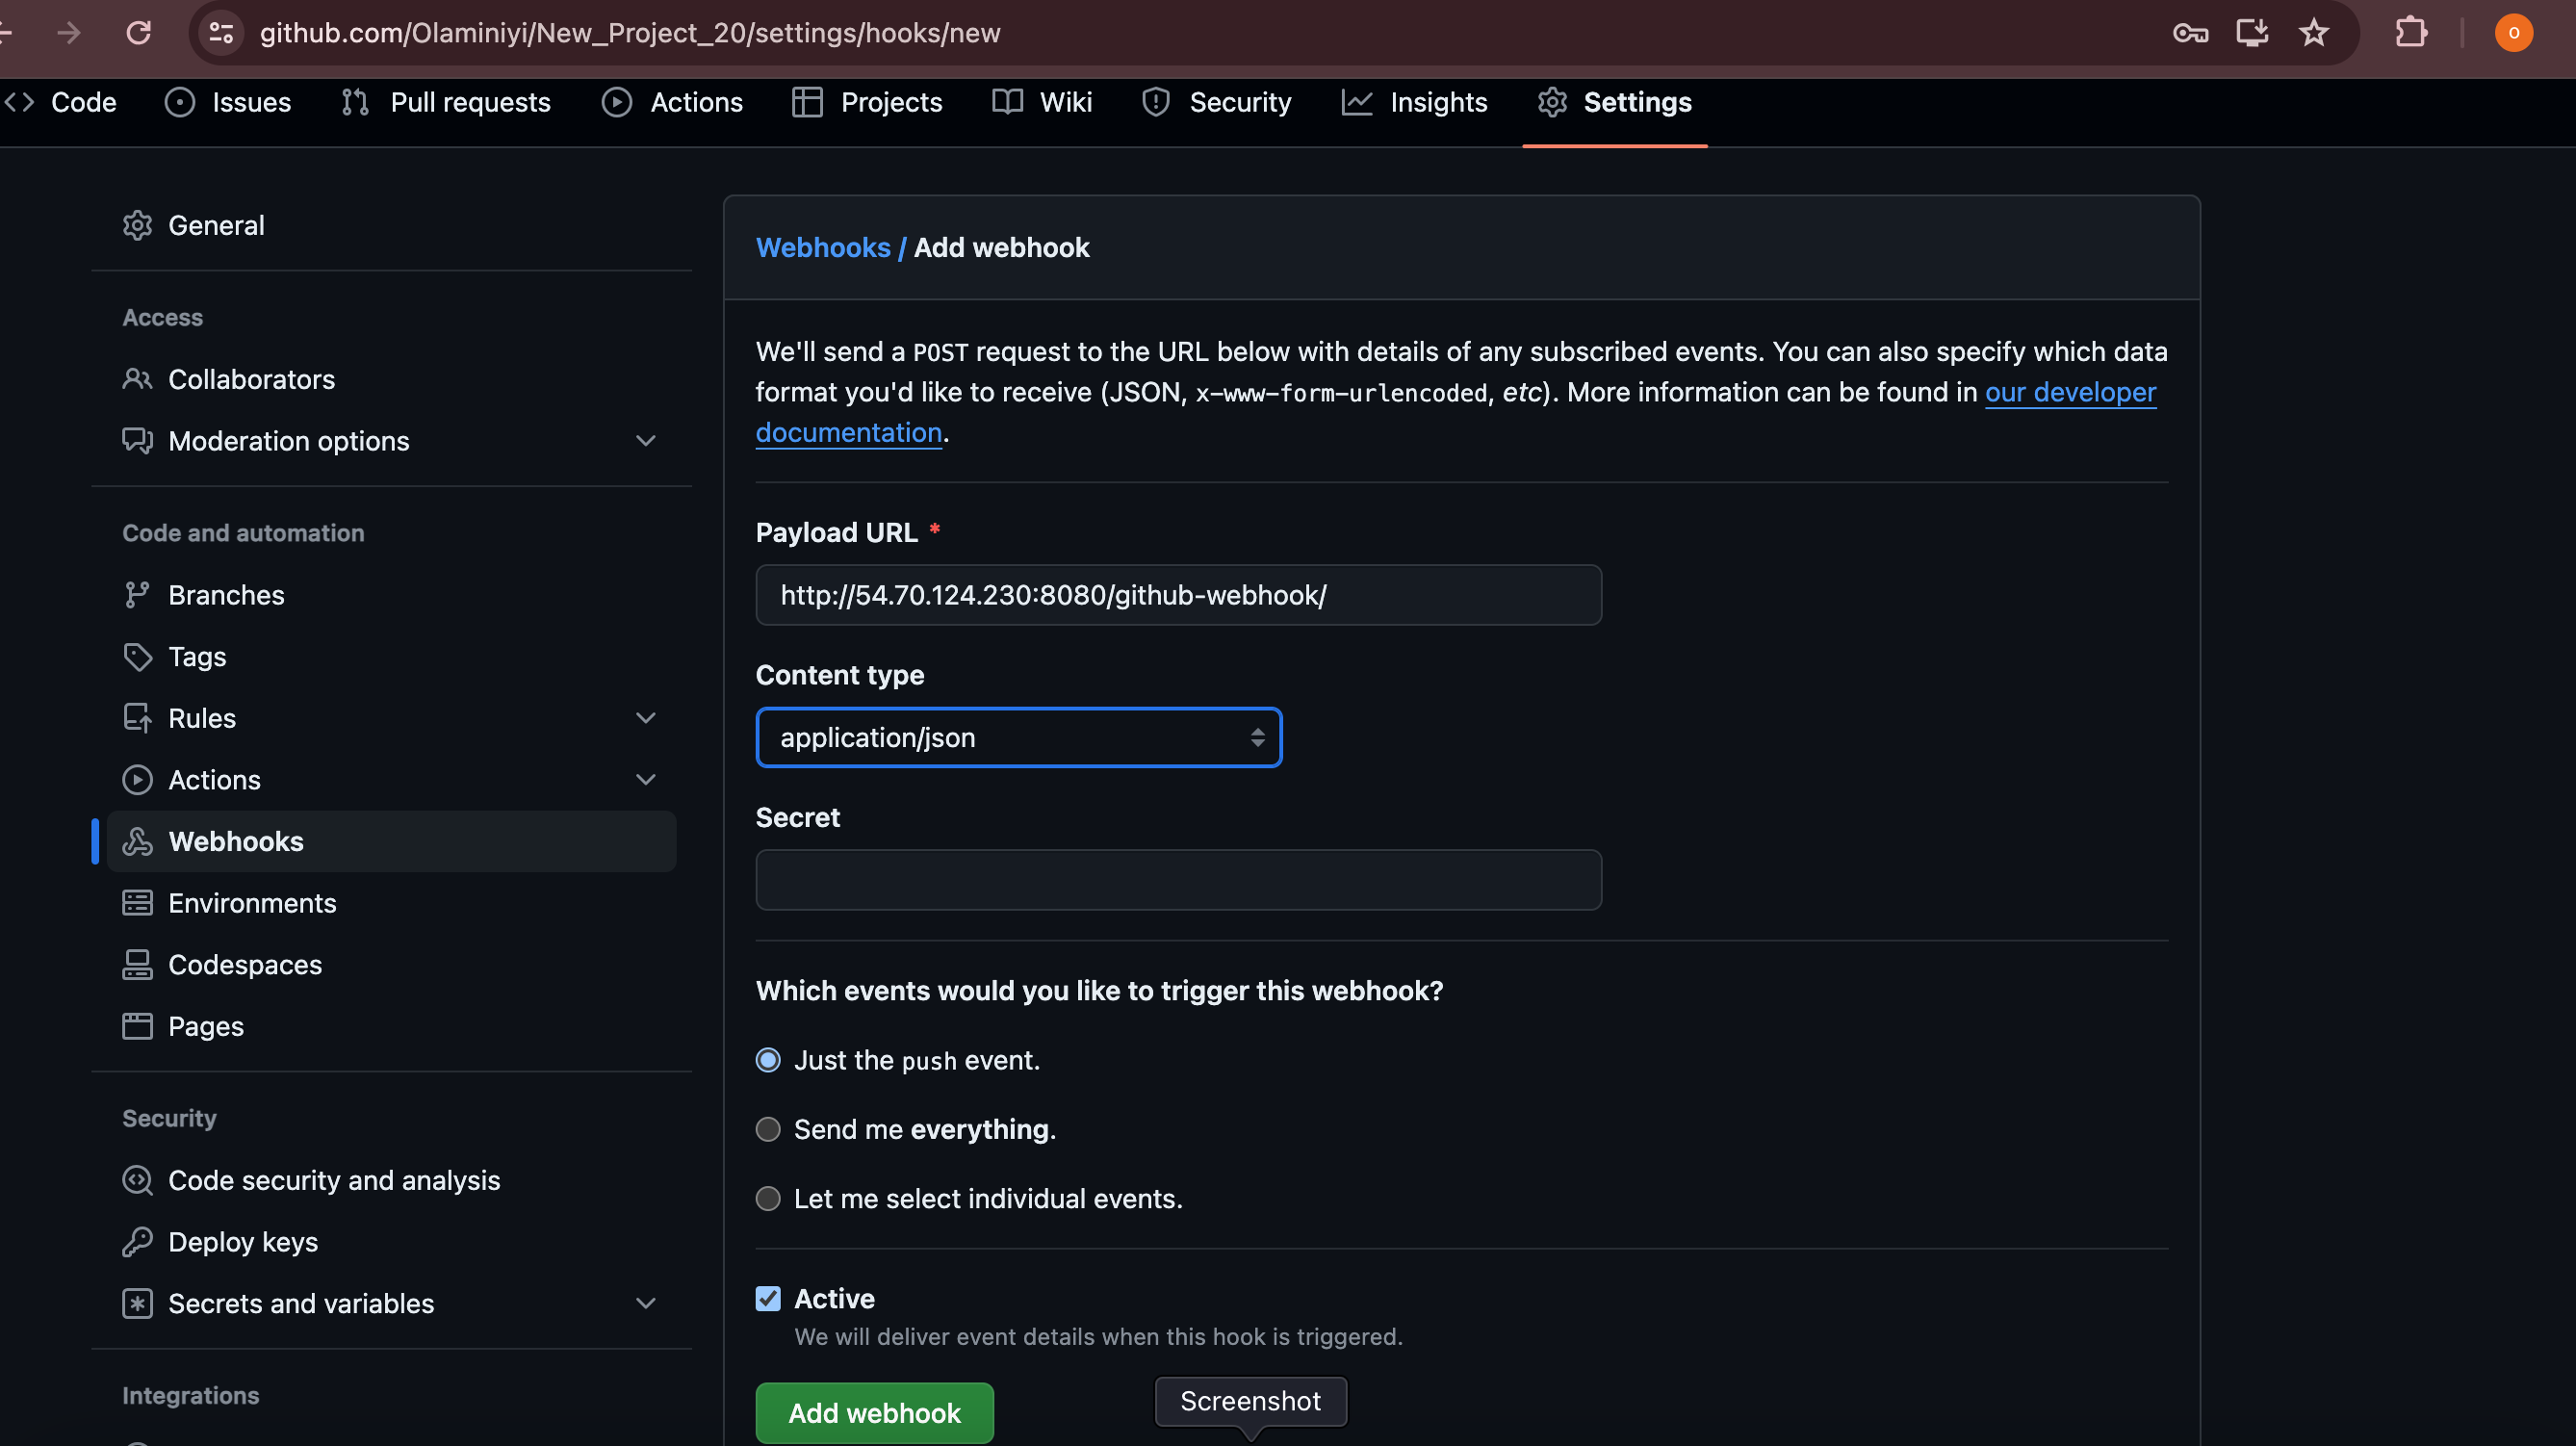 github.com/Olaminiyi/New_Project_20/settings/hooks/new
O
Code
Issues
Pull requests
Actions
Projects
Wiki
Security
Insights
Settings
General
Access
Collaborators
Moderation options
Code and automation
Branches
Tags
Rules
Actions
Webhooks
Environments
Codespaces
Pages
Security
Code security and analysis
Deploy keys
Secrets and variables
Integrations
Webhooks / Add webhook
We'll send a POST request to the URL below with details of any subscribed events. You can also specify which data
format you'd like to receive (JSON, x-www-form-urlencoded, etc). More information can be found in our developer
documentation.
Payload URL *
http://54.70.124.230:8080/github-webhook/
Content type
application/json
Secret
Which events would you like to trigger this webhook?
Just the push event.
Send me everything.
Let me select individual events.
Active
We will deliver event details when this hook is triggered.
Add webhook
Screenshot